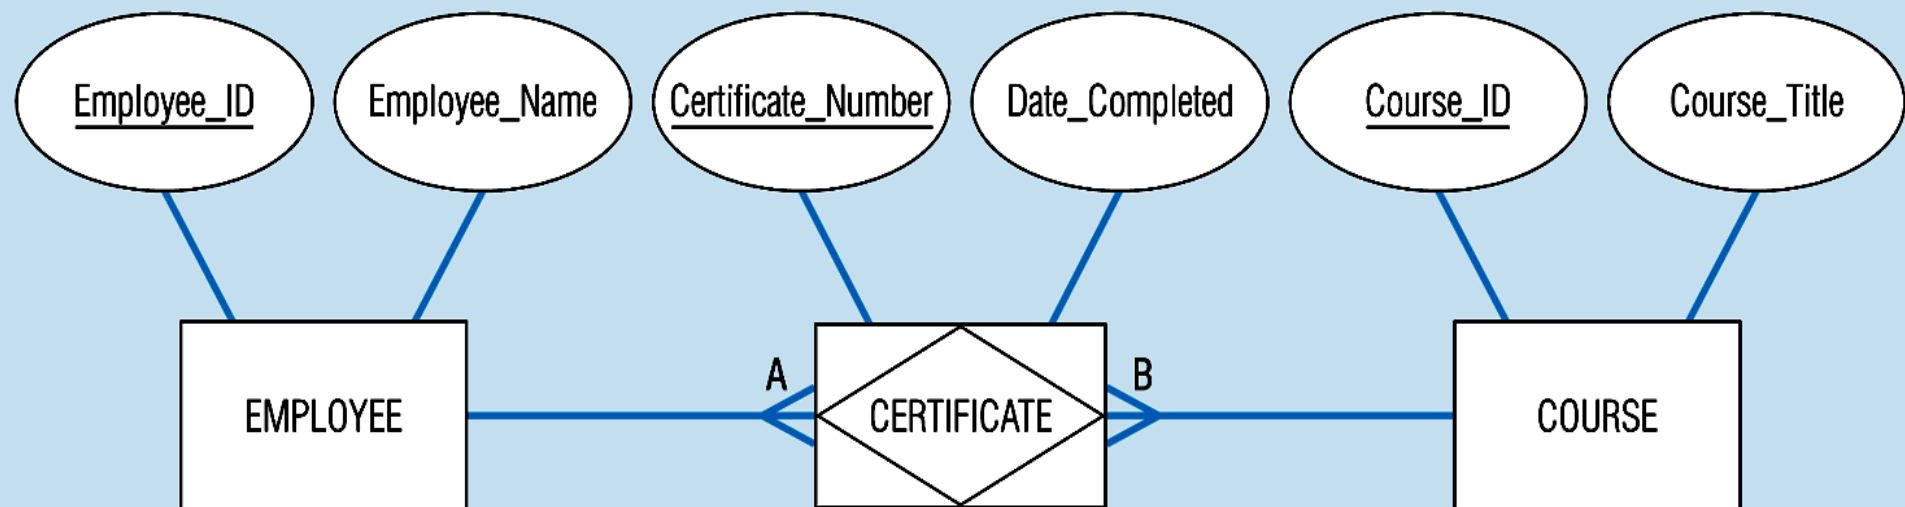 Employee_ID
Employee_Name
Certificate_Number
Date_Completed
Course_ID
Course_Title
A
B
EMPLOYEE
CERTIFICATE
COURSE